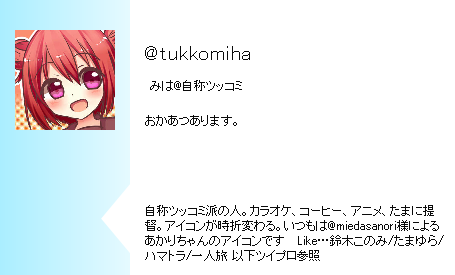 @tukkomiha
みは@自称ツッコミ
おかあつあります。
自称ツッコミ派の人。カラオケ、コーヒー、アニメ、たまに提
督。アイコンが時折変わる。いつもは@miedasanori様による
あかりちゃんのアイコンです　Like…鈴木このみ/たまゆら/
ハマトラ/一人旅 以下ツイプロ参照